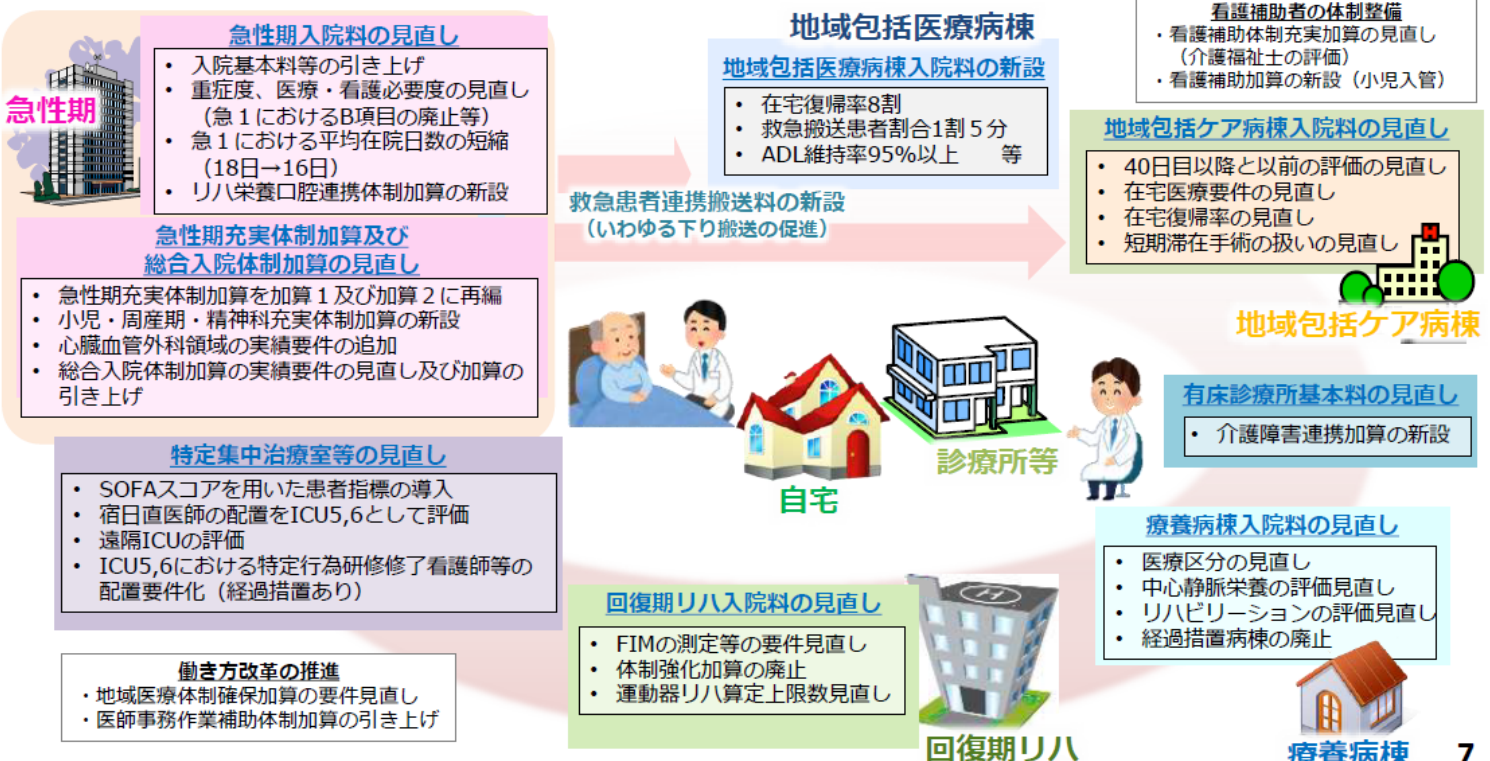 急性期
急性期入院料の見直し
• 入院基本料等の引き上げ
• 重症度、医療・看護必要度の見直し
（急１におけるB項目の廃止等）
• 急１における平均在院日数の短縮
（18日→16日）
• リハ栄養口腔連携体制加算の新設
急性期充実体制加算及び
総合入院体制加算の見直し
• 急性期充実体制加算を加算１及び加算２に再編
• 小児・周産期・精神科充実体制加算の新設
• 心臓血管外科領域の実績要件の追加
• 総合入院体制加算の実績要件の見直し及び加算の
引き上げ
特定集中治療室等の見直し
• SOFAスコアを用いた患者指標の導入
• 宿日直医師の配置をICU5,6として評価
• 遠隔ICUの評価
• ICU5,6における特定行為研修修了看護師等の
配置要件化（経過措置あり）
働き方改革の推進
・地域医療体制確保加算の要件見直し
・医師事務作業補助体制加算の引き上げ
地域包括医療病棟
地域包括医療病棟入院料の新設
• 在宅復帰率8割
• 救急搬送患者割合1割５分
• ADL維持率95%以上　等
救急患者連携搬送料の新設
（いわゆる下り搬送の促進）
看護補助者の体制整備
・看護補助体制充実加算の見直し
（介護福祉士の評価）
・看護補助加算の新設（小児入管）
地域包括ケア病棟入院料の見直し
• 40日目以降と以前の評価の見直し
• 在宅医療要件の見直し
• 在宅復帰率の見直し
• 短期滞在手術の扱いの見直し
H
地域包括ケア病棟
自宅
診療所等
有床診療所基本料の見直し
• 介護障害連携加算の新設
療養病棟入院料の見直し
• 医療区分の見直し
• 中心静脈栄養の評価見直し
• リハビリーションの評価見直し
• 経過措置病棟の廃止
療養病棟
回復期リハ入院料の見直し
• FIMの測定等の要件見直し
• 体制強化加算の廃止
• 運動器リハ算定上限数見直し
H
回復期リハ
7